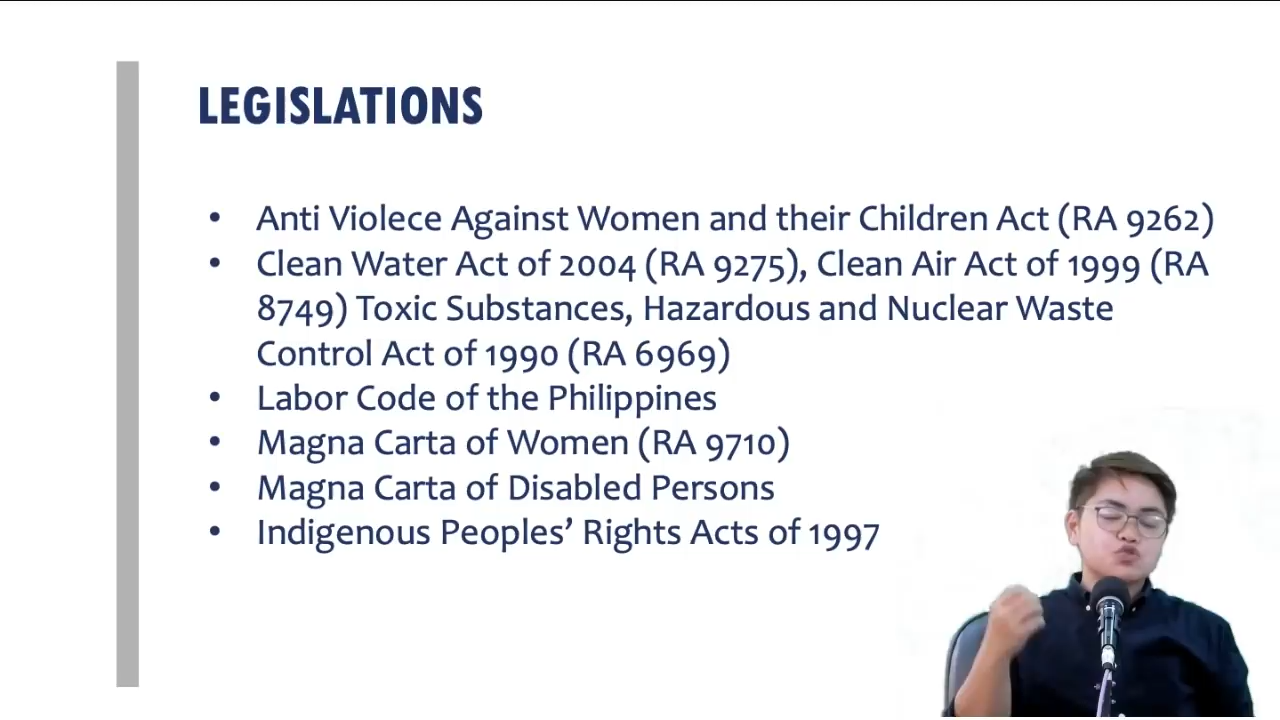 LEGISLATIONS
• Anti Violece Against Women and their Children Act (RA 9262)
• Clean Water Act of 2004 (RA 9275), Clean Air Act of 1999 (RA
8749) Toxic Substances, Hazardous and Nuclear Waste
Control Act of 1990 (RA 6969)
• Labor Code of the Philippines
• Magna Carta of Women (RA 9710)
• Magna Carta of Disabled Persons
• Indigenous Peoples’ Rights Acts of 1997